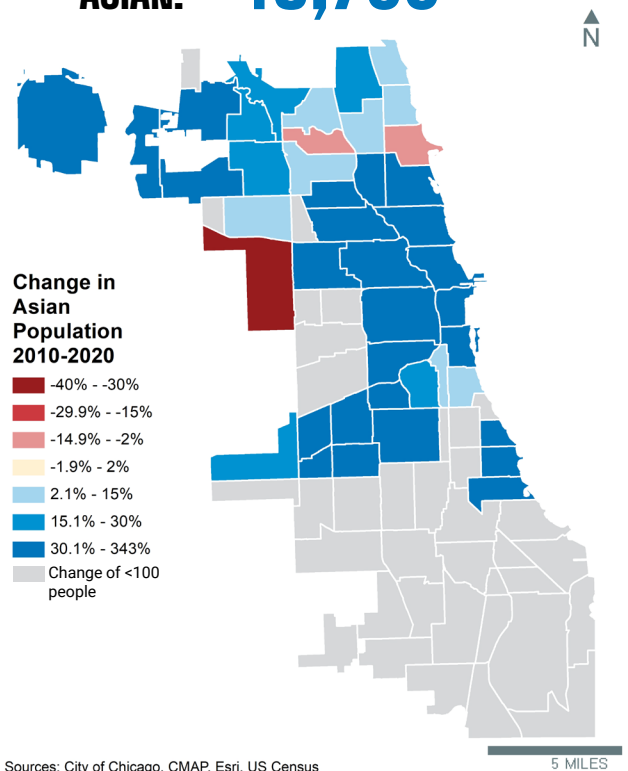 ASIAN:
N
Change in
Asian
Population
2010-2020
-40% - -30%
-29.9% - -15%
-14.9% - -2%
-1.9% - 2%
2.1% - 15%
15.1% - 30%
30.1% - 343%
Change of <100
people
5 MILES
Sources: City of Chicago, CMAP, Esri, US Census